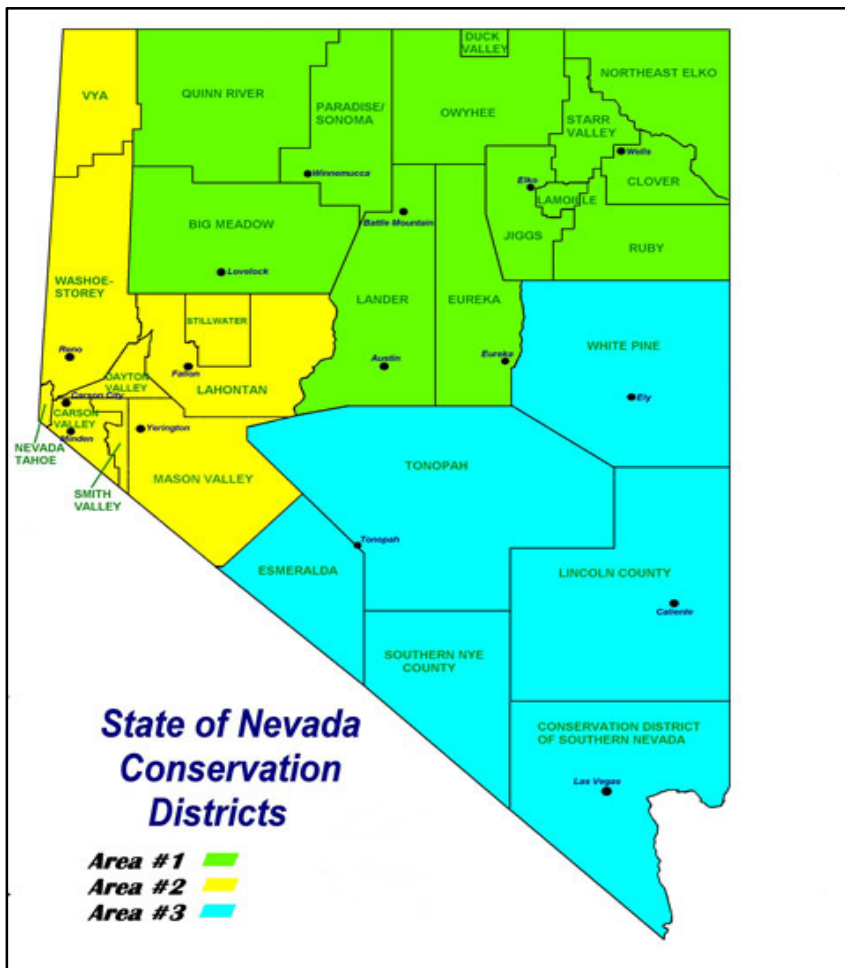 DUCK
VALLEY
NORTHEAST ELKO
VYA
QUINN RIVER
PARADISE/
SONOMA
OWYHEE
STARR
VALLEY
Wells
Winnemucca
CLOVER
Elko
LAMOILLE
Battle Mountain
BIG MEADOW
JIGGS
RUBY
Lovelock
WASHOE-
STOREY
LANDER
EUREKA
STILLWATER
WHITE PINE
Reno
Fallon
Austin
Eureka
DAYTON
VALLEY
LAHONTAN
Carson City
Ely
CARSON
VALLEY
Minden
Yerington
NEVADA
TAHOE
SMITH
VALLEY
MASON VALLEY
TONOPAH
Tonopah
ESMERALDA
LINCOLN COUNTY
Caliente
SOUTHERN NYE
COUNTY
CONSERVATION DISTRICT
OF SOUTHERN NEVADA
Las Vegas
State of Nevada
Conservation
Districts
Area #1
Area #2
Area #3